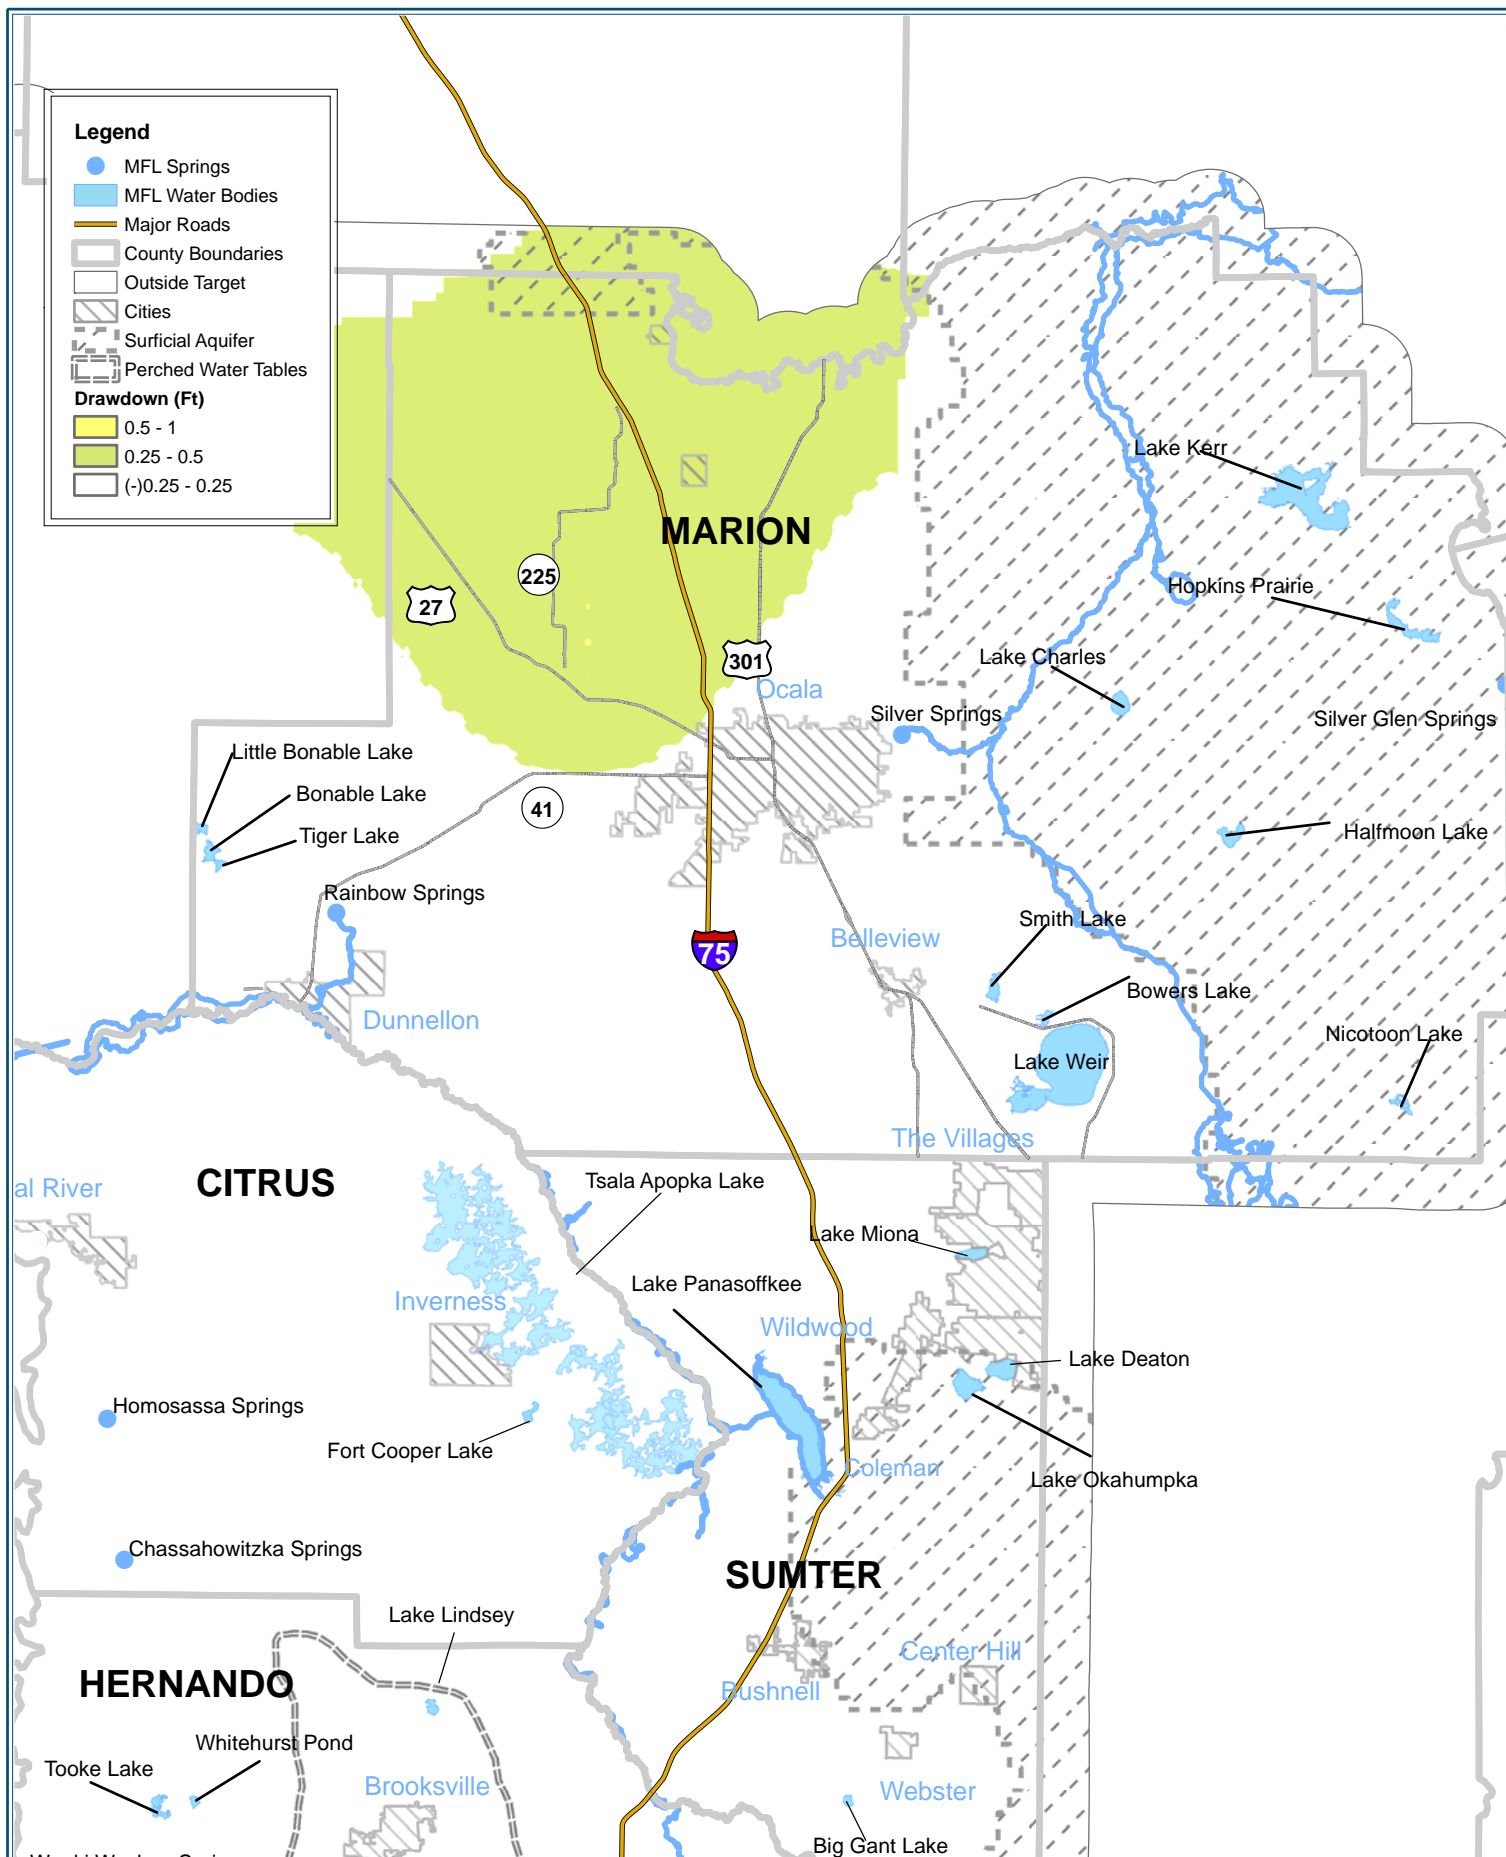 Legend
MFL Springs
MFL Water Bodies
Major Roads
County Boundaries
Outside Target
Cities
Surficial Aquifer
Perched Water Tables
Drawdown (Ft)
0.5 - 1
0.25 - 0.5
(-)0.25 - 0.25
Lake Kerr
MARION
225
27
Hopkins Prairie
301
Lake Charles
Ocala
Silver Springs
Silver Glen Springs
Little Bonable Lake
Bonable Lake
41
Tiger Lake
Halfmoon Lake
Rainbow Springs
Smith Lake
Belleview
75
Bowers Lake
Dunnellon
Nicotoon Lake
Lake Weir
The Villages
CITRUS
Tsala Apopka Lake
al River
Lake Miona
Lake Panasoffkee
Inverness
Wildwood
Lake Deaton
Homosassa Springs
Fort Cooper Lake
Coleman
Lake Okahumpka
Chassahowitzka Springs
SUMTER
Lake Lindsey
Center Hill
HERNANDO
Bushnell
Whitehurst Pond
Tooke Lake
Brooksville
Webster
Big Gant Lake